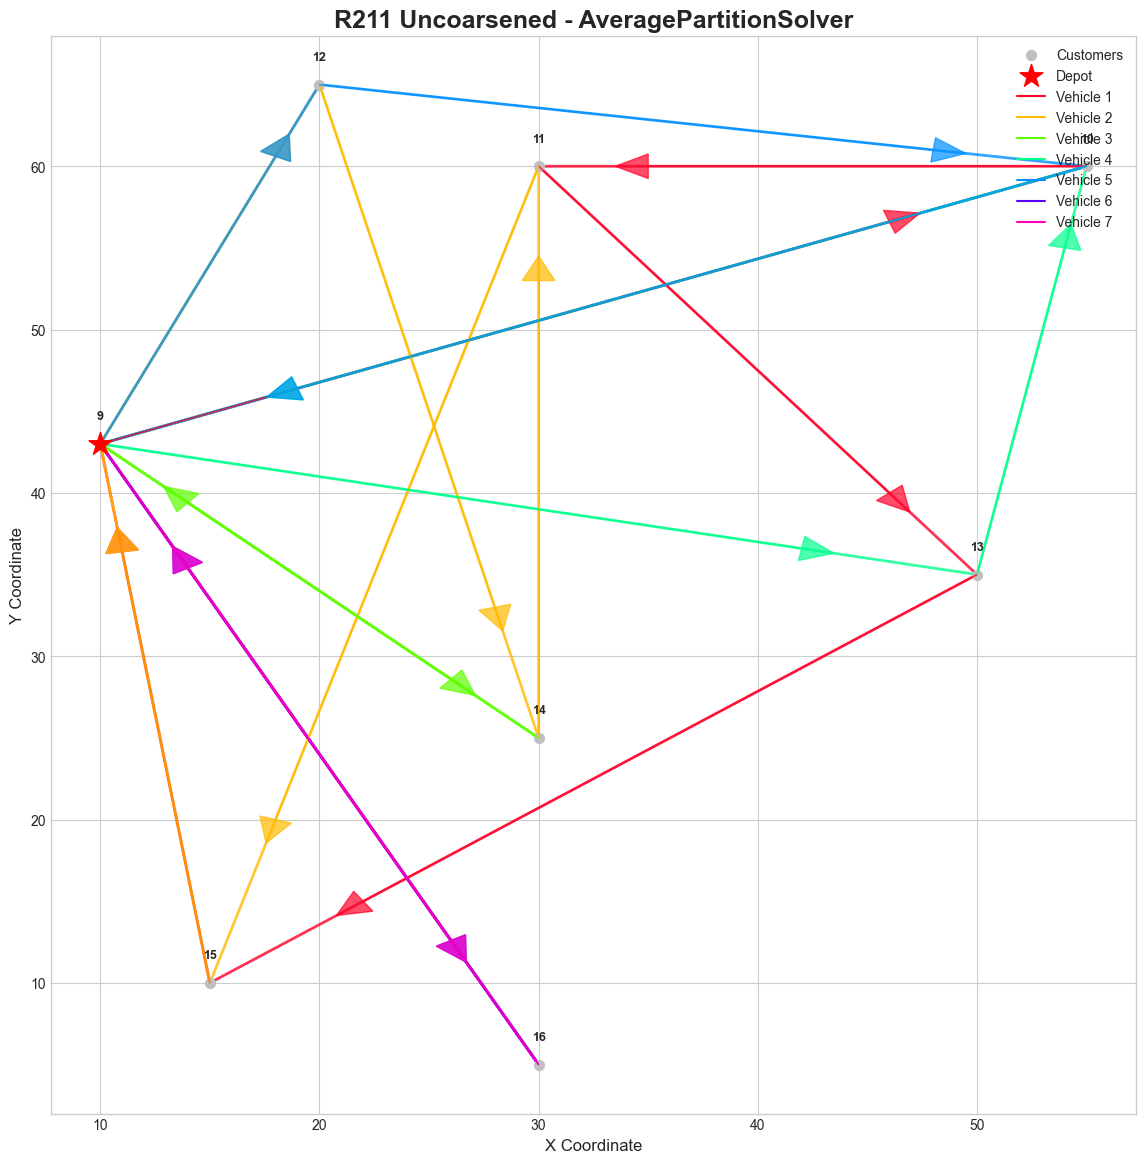 R211 Uncoarsened - AveragePartitionSolver
Customers
Depot
Vehicle 1
Vehicle 2
Vehicle 3
Vehicle 4
Vehicle 5
Vehicle 6
Vehicle 7
12
11
10
9
13
14
15
16
60
50
40
30
20
10
Y Coordinate
10
20
30
40
50
X Coordinate